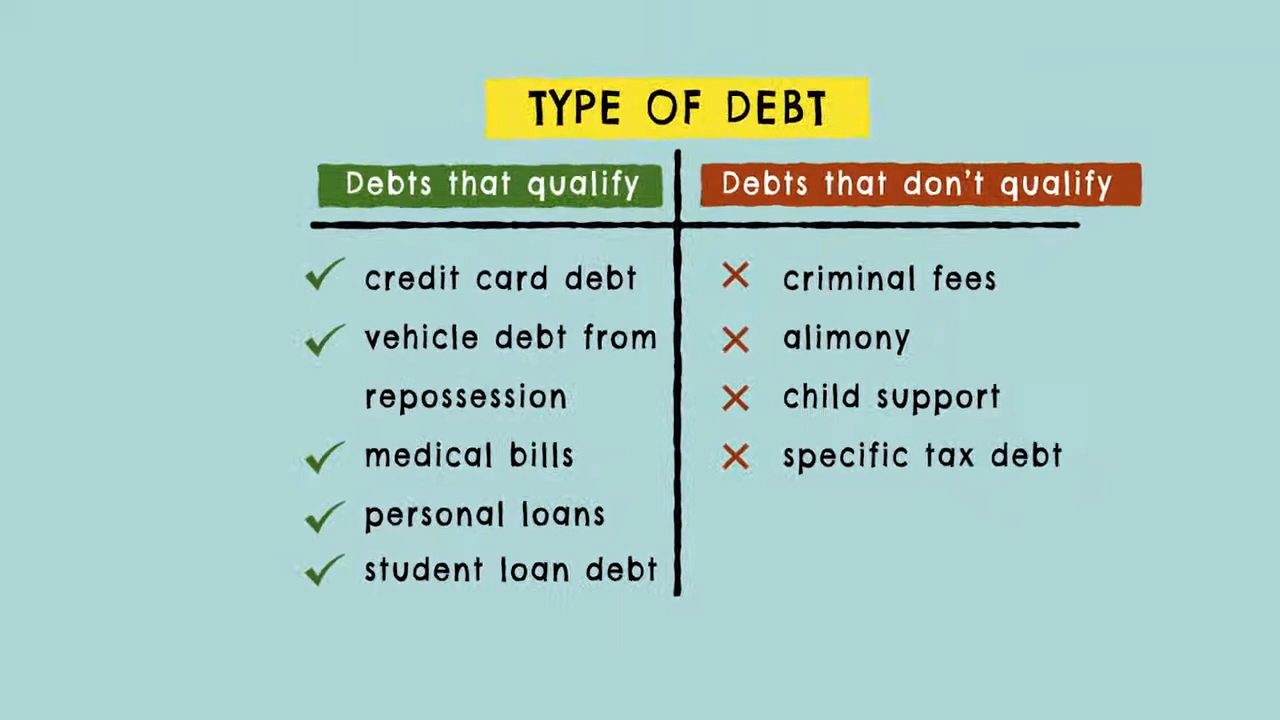 TYPE OF DEBT
Debts that qualify
credit card debt
vehicle debt from
repossession
medical bills
personal loans
student loan debt
Debts that don't qualify
criminal fees
alimony
child support
specific tax debt